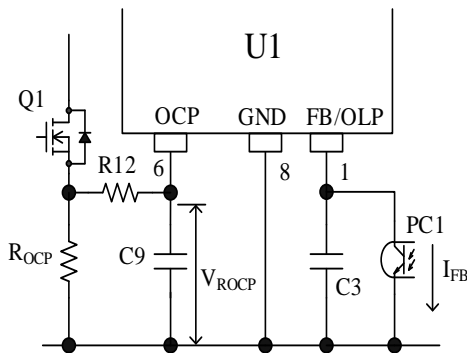 U1
Q1
OCP GND FB/OLP
6 8 1
R12
PC1
ROCP
C9
VROCP
C3
IFB